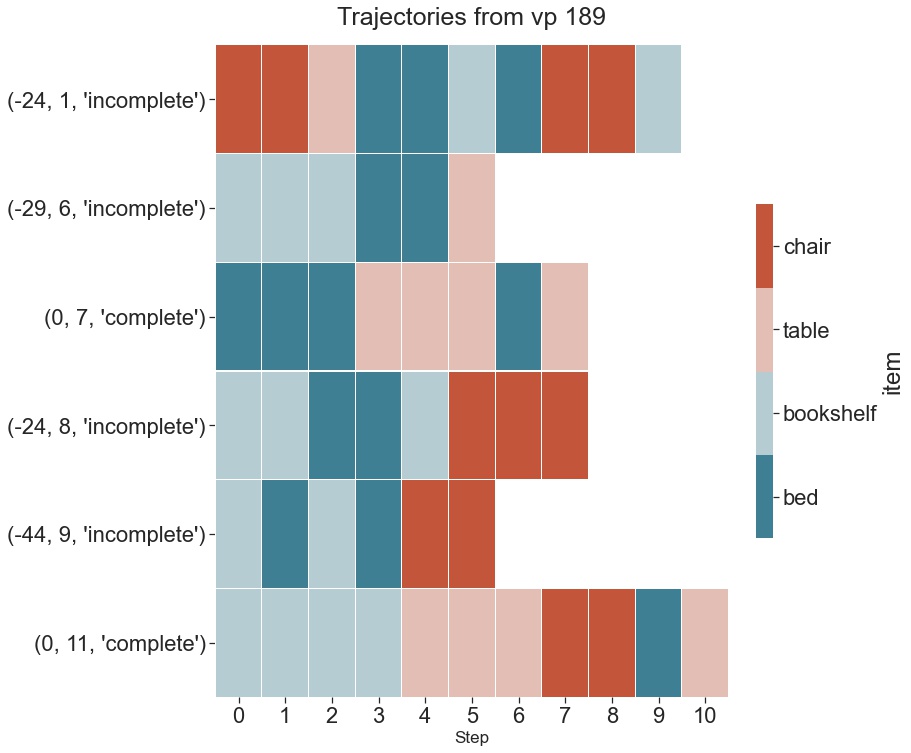 Trajectories from vp 189
(-24, 1, 'incomplete')
(-29, 6, 'incomplete')
(0, 7, 'complete')
(-24, 8, 'incomplete')
(-44, 9, 'incomplete')
(0, 11, 'complete')
0 1 2 3 4 5 6 7 8 9 10
Step
chair
table
bookshelf
bed
item